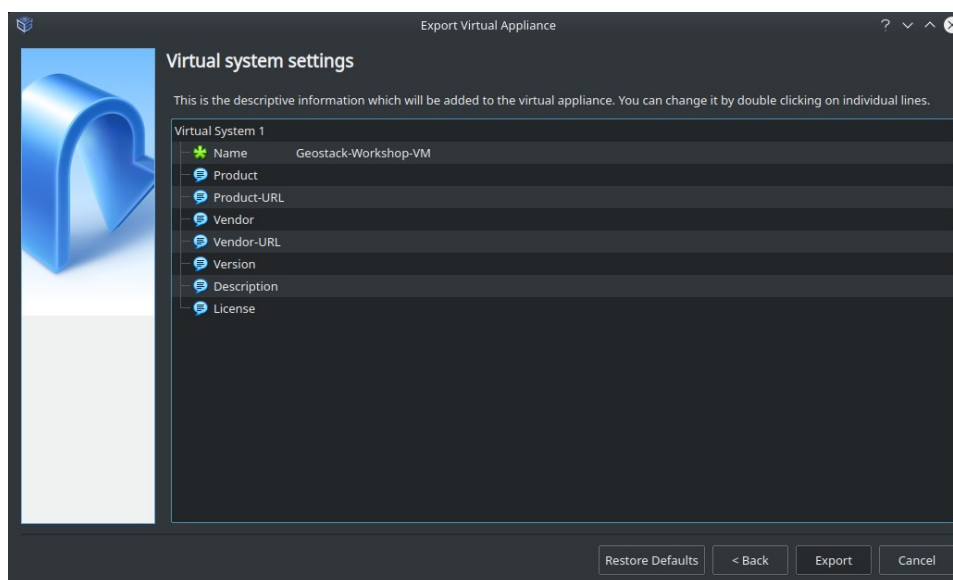 Export Virtual Appliance
Virtual system settings
This is the descriptive information which will be added to the virtual appliance. You can change it by double clicking on individual lines.
Virtual System 1
Name Geostack-Workshop-VM
Product
Product-URL
Vendor
Vendor-URL
Version
Description
License
Restore Defaults < Back Export Cancel